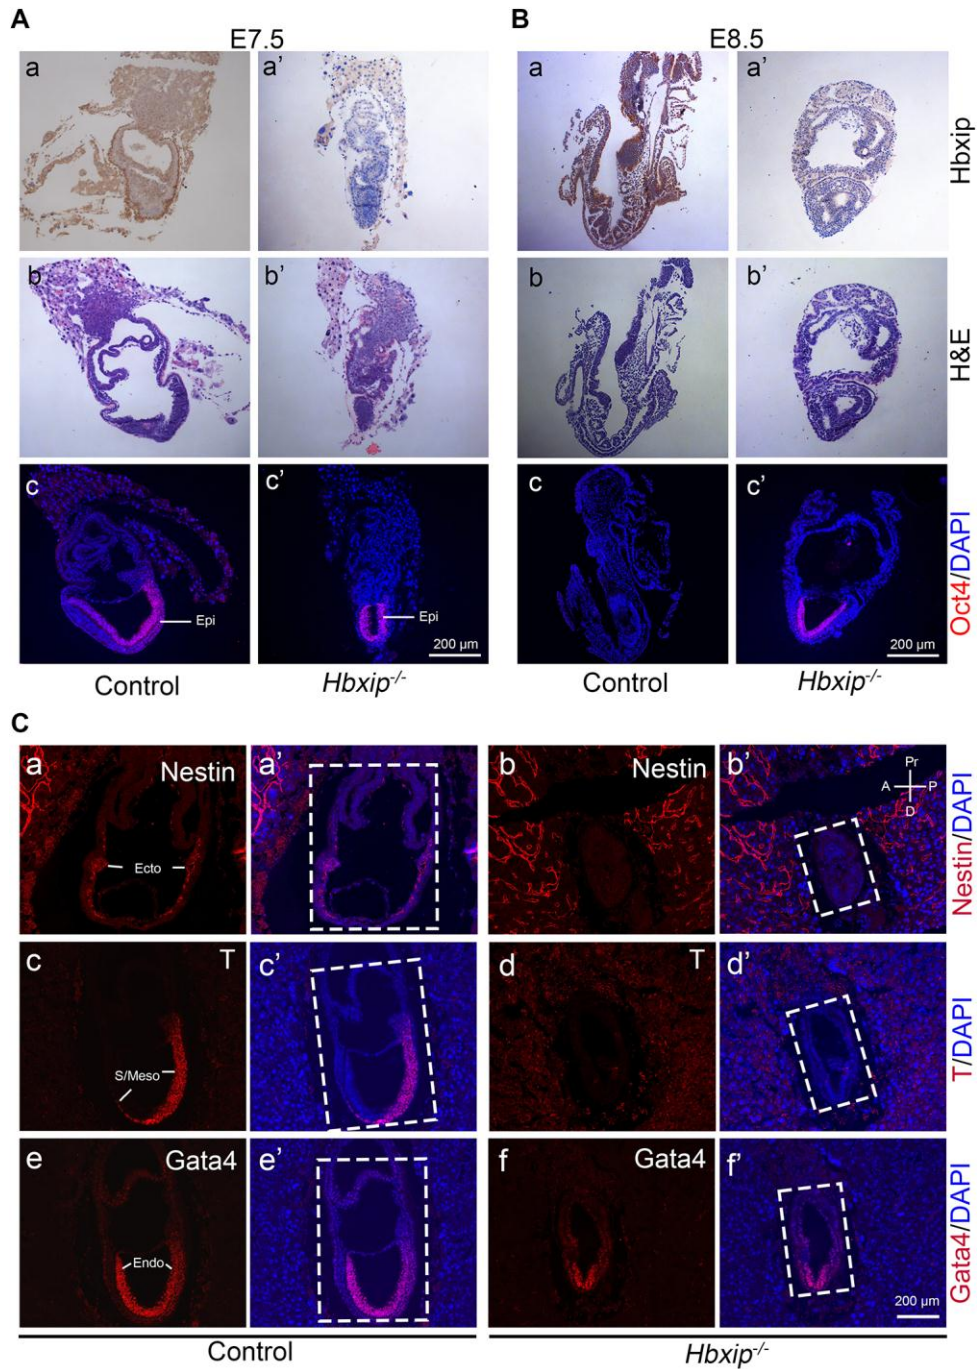 A
B
E7.5
E8.5
a
a’
a
a’
Hbxip
b
b’
b
b’
H&E
c
c’
c
c’
Oct4/DAPI
Epi
Epi
200 µm
200 µm
Control
Hbxip-/-
Control
Hbxip-/-
C
a
Nestin
a’
b
Nestin
b’
Pr
A
P
D
Ecto
Nestin/DAPI
c
T
c’
d
T
d’
S/Meso
T/DAPI
e
Gata4
e’
f
Gata4
f’
Endo
Gata4/DAPI
200 µm
Control
Hbxip-/-